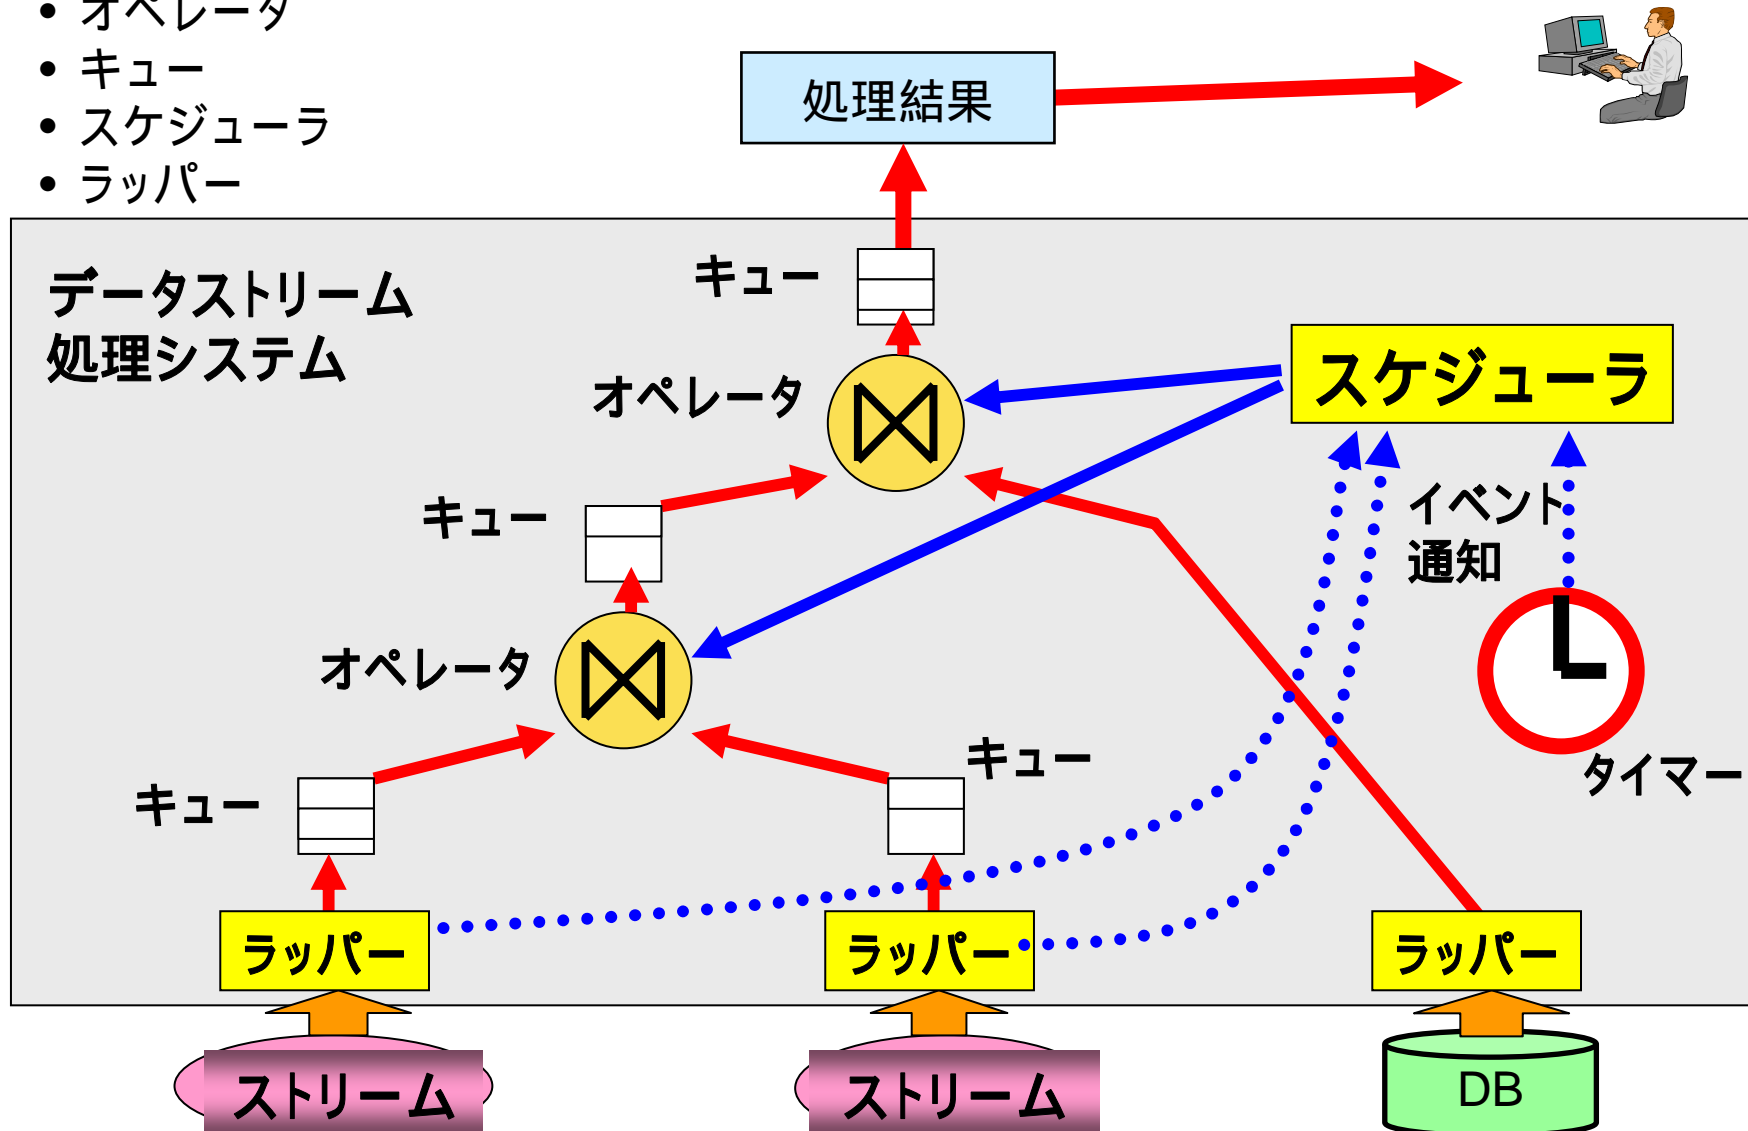 • オペレータ
• キュー
• スケジューラ
• ラッパー
処理結果
データストリーム
処理システム
キュー
スケジューラ
オペレータ
キュー
イベント
通知
オペレータ
キュー
タイマー
キュー
ラッパー
ラッパー
ラッパー
ストリーム
ストリーム
DB